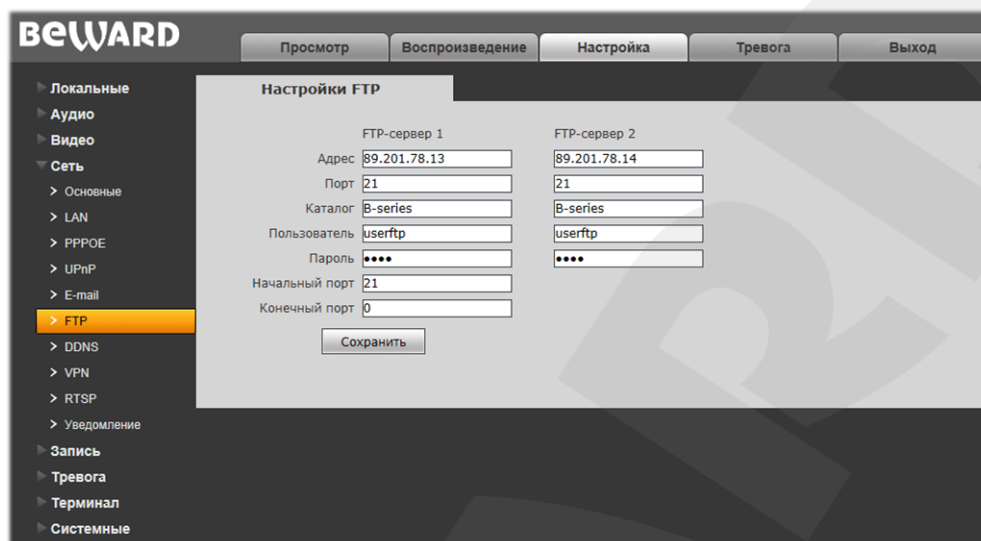 BEWARD
Просмотр Воспроизведение Настройка Тревога Выход
Локальные
Аудио
Видео
Сеть
> Основные
> LAN
> PPPOE
> UPnP
> E-mail
> FTP
> DDNS
> VPN
> RTSP
> Уведомление
Запись
Тревога
Терминал
Системные
Настройки FTP
FTP-сервер 1 FTP-сервер 2
Адрес 89.201.78.13 89.201.78.14
Порт 21 21
Каталог B-series B-series
Пользователь userftp userftp
Пароль •••• ••••
Начальный порт 21
Конечный порт 0
Сохранить